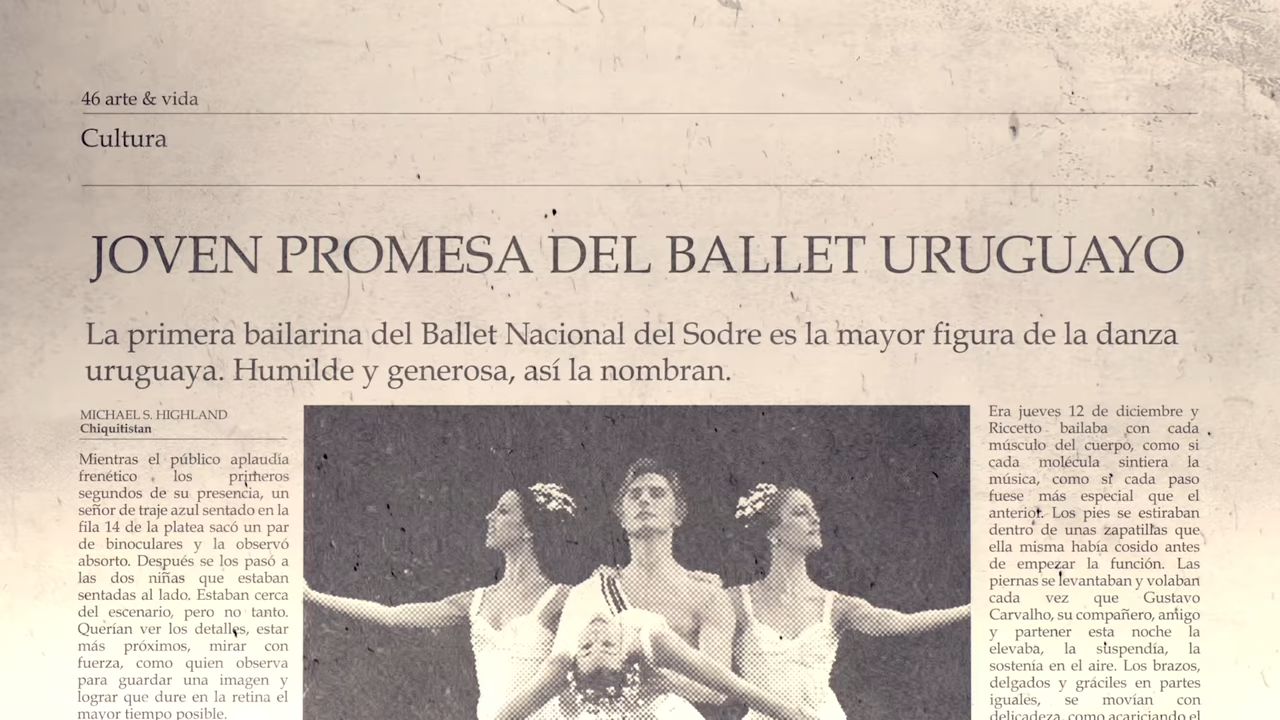 46 arte & vida
Cultura
JOVEN PROMESA DEL BALLET URUGUAYO
La primera bailarina del Ballet Nacional del Sodre es la mayor figura de la danza
uruguaya. Humilde y generosa, así la nombran.
MICHAEL S. HIGHLAND
Chiquitistan
Mientras el público aplaudía
frenético los primeros
segundos de su presencia, un
señor de traje azul sentado en la
fila 14 de la platea sacó un par
de binoculares y la observó
absorto. Después se los pasó a
las dos niñas que estaban
sentadas al lado. Estaban cerca
del escenario, pero no tanto.
Querían ver los detalles, estar
más próximos, mirar con
fuerza, como quien observa
para guardar una imagen y
lograr que dure en la retina el
mayor tiempo posible.
Era jueves 12 de diciembre y
Riccetto bailaba con cada
músculo del cuerpo, como si
cada molécula sintiera la
música, como si cada paso
fuese más especial que el
anterior. Los pies se estiraban
dentro de unas zapatillas que
ella misma había cosido antes
de empezar la función. Las
piernas se levantaban y volaban
cada vez que Gustavo
Carvalho, su compañero, amigo
y partener esta noche la
elevaba, la suspendía, la
sostenía en el aire. Los brazos,
delgados y gráciles en partes
iguales, se movían con
delicadeza, como acariciando el